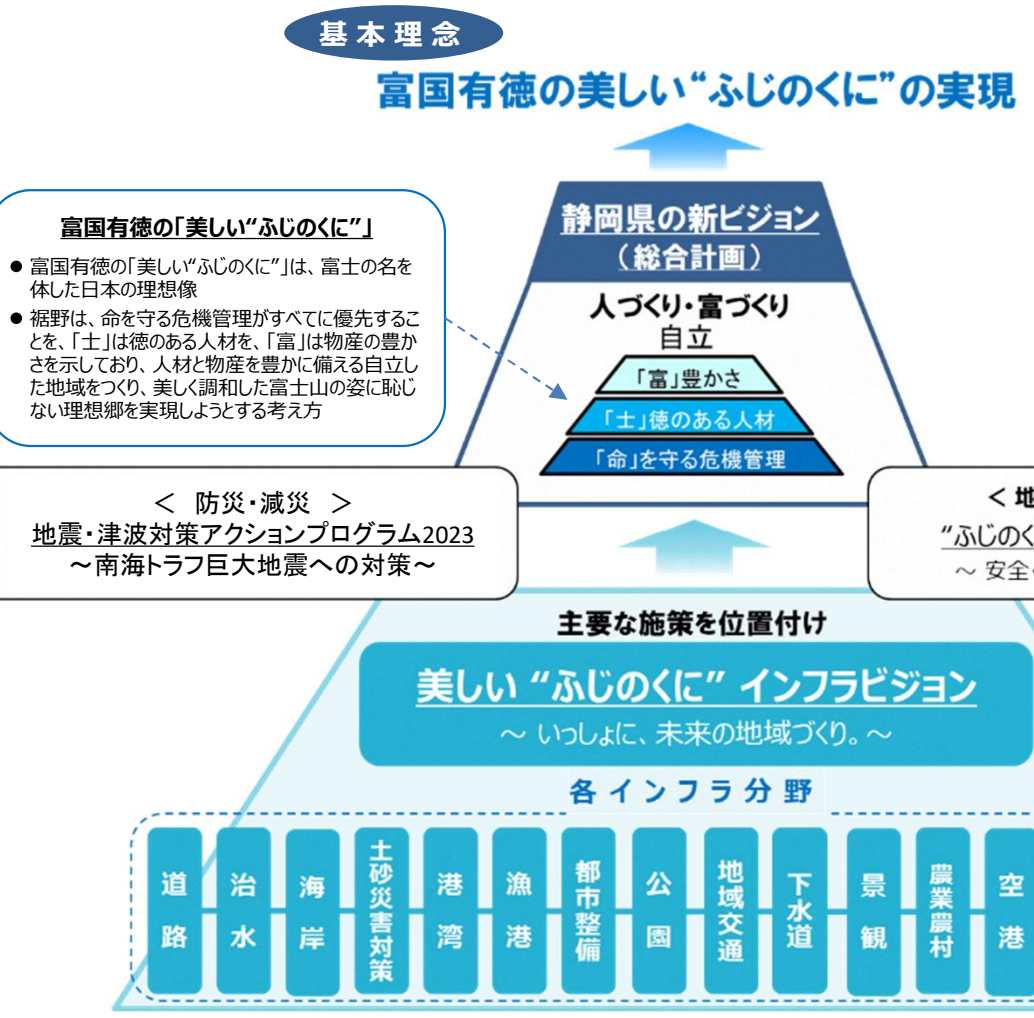 基本理念
富国有徳の美しい“ふじのくに”の実現
静岡県の新ビジョン
（総合計画）
人づくり・富づくり
自立
「富」豊かさ
「士」徳のある人材
「命」を守る危機管理
富国有徳の「美しい“ふじのくに”」
● 富国有徳の「美しい“ふじのくに”」は、富士の名を
体した日本の理想像
● 裾野は、命を守る危機管理がすべてに優先するこ
とを、「士」は徳のある人材を、「富」は物産の豊か
さを示しており、人材と物産を豊かに備える自立し
た地域をつくり、美しく調和した富士山の姿に恥じ
ない理想郷を実現しようとする考え方
＜ 防災・減災 ＞
地震・津波対策アクションプログラム2023
～南海トラフ巨大地震への対策～
＜ 地
“ふじのく
～ 安全
主要な施策を位置付け
美しい “ふじのくに” インフラビジョン
～ いっしょに、未来の地域づくり。～
各インフラ分野
道路
治水
海岸
土砂災害対策
港湾
漁港
都市整備
公園
地域交通
下水道
景観
農業農村
空港